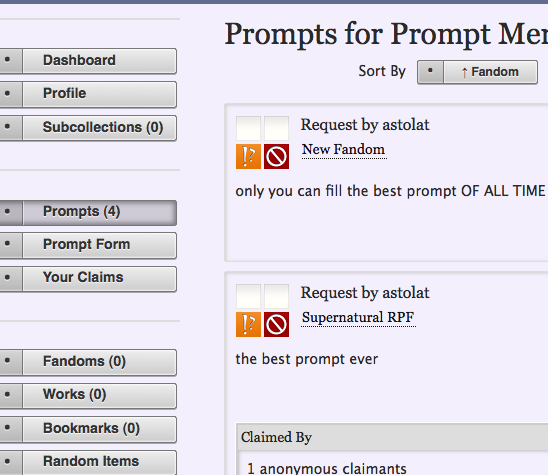 Dashboard
Profile
Subcollections (0)
Prompts (4)
Prompt Form
Your Claims
Fandoms (0)
Works (0)
Bookmarks (0)
Random Items
Prompts for Prompt
Sort By ↑ Fandom
Request by astolat
New Fandom
!?
only you can fill the best prompt OF ALL TIME
Request by astolat
Supernatural RPF
!?
the best prompt ever
Claimed By
1 anonymous claimants